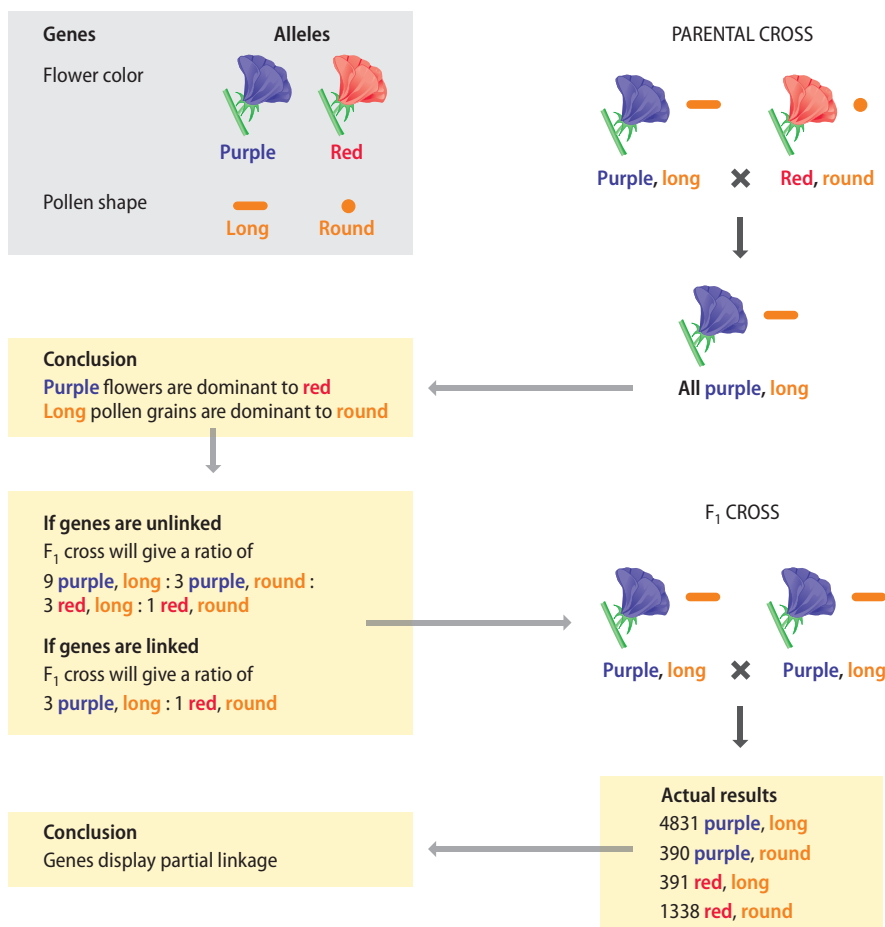 Genes Alleles
Flower color
Purple Red
Pollen shape
Long Round
PARENTAL CROSS
Purple, long × Red, round
All purple, long
Conclusion
Purple flowers are dominant to red
Long pollen grains are dominant to round
If genes are unlinked
F₁ cross will give a ratio of
9 purple, long : 3 purple, round :
3 red, long : 1 red, round
If genes are linked
F₁ cross will give a ratio of
3 purple, long : 1 red, round
F₁ CROSS
Purple, long × Purple, long
Actual results
4831 purple, long
390 purple, round
391 red, long
1338 red, round
Conclusion
Genes display partial linkage